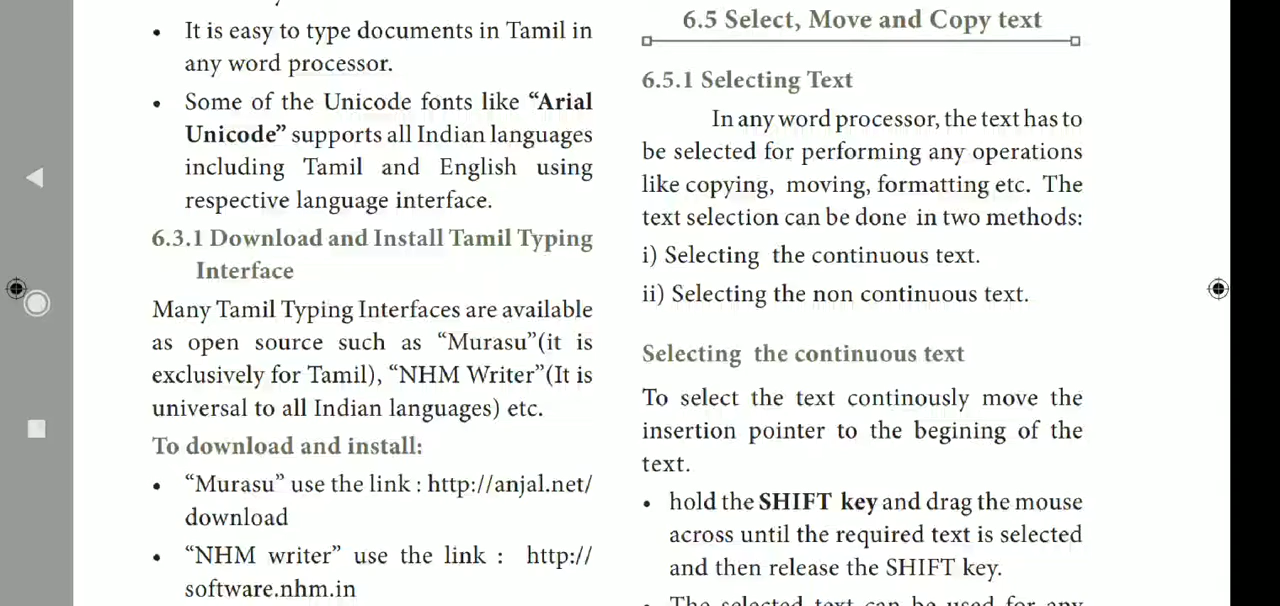 • It is easy to type documents in Tamil in
any word processor.
• Some of the Unicode fonts like “Arial
Unicode” supports all Indian languages
including Tamil and English using
respective language interface.
6.3.1 Download and Install Tamil Typing
Interface
Many Tamil Typing Interfaces are available
as open source such as “Murasu”(it is
exclusively for Tamil), “NHM Writer”(It is
universal to all Indian languages) etc.
To download and install:
• “Murasu” use the link : http://anjal.net/
download
• “NHM writer” use the link : http://
software.nhm.in
6.5 Select, Move and Copy text
6.5.1 Selecting Text
In any word processor, the text has to
be selected for performing any operations
like copying, moving, formatting etc. The
text selection can be done in two methods:
i) Selecting the continuous text.
ii) Selecting the non continuous text.
Selecting the continuous text
To select the text continously move the
insertion pointer to the begining of the
text.
• hold the SHIFT key and drag the mouse
across until the required text is selected
and then release the SHIFT key.
• The selected text can be used for any